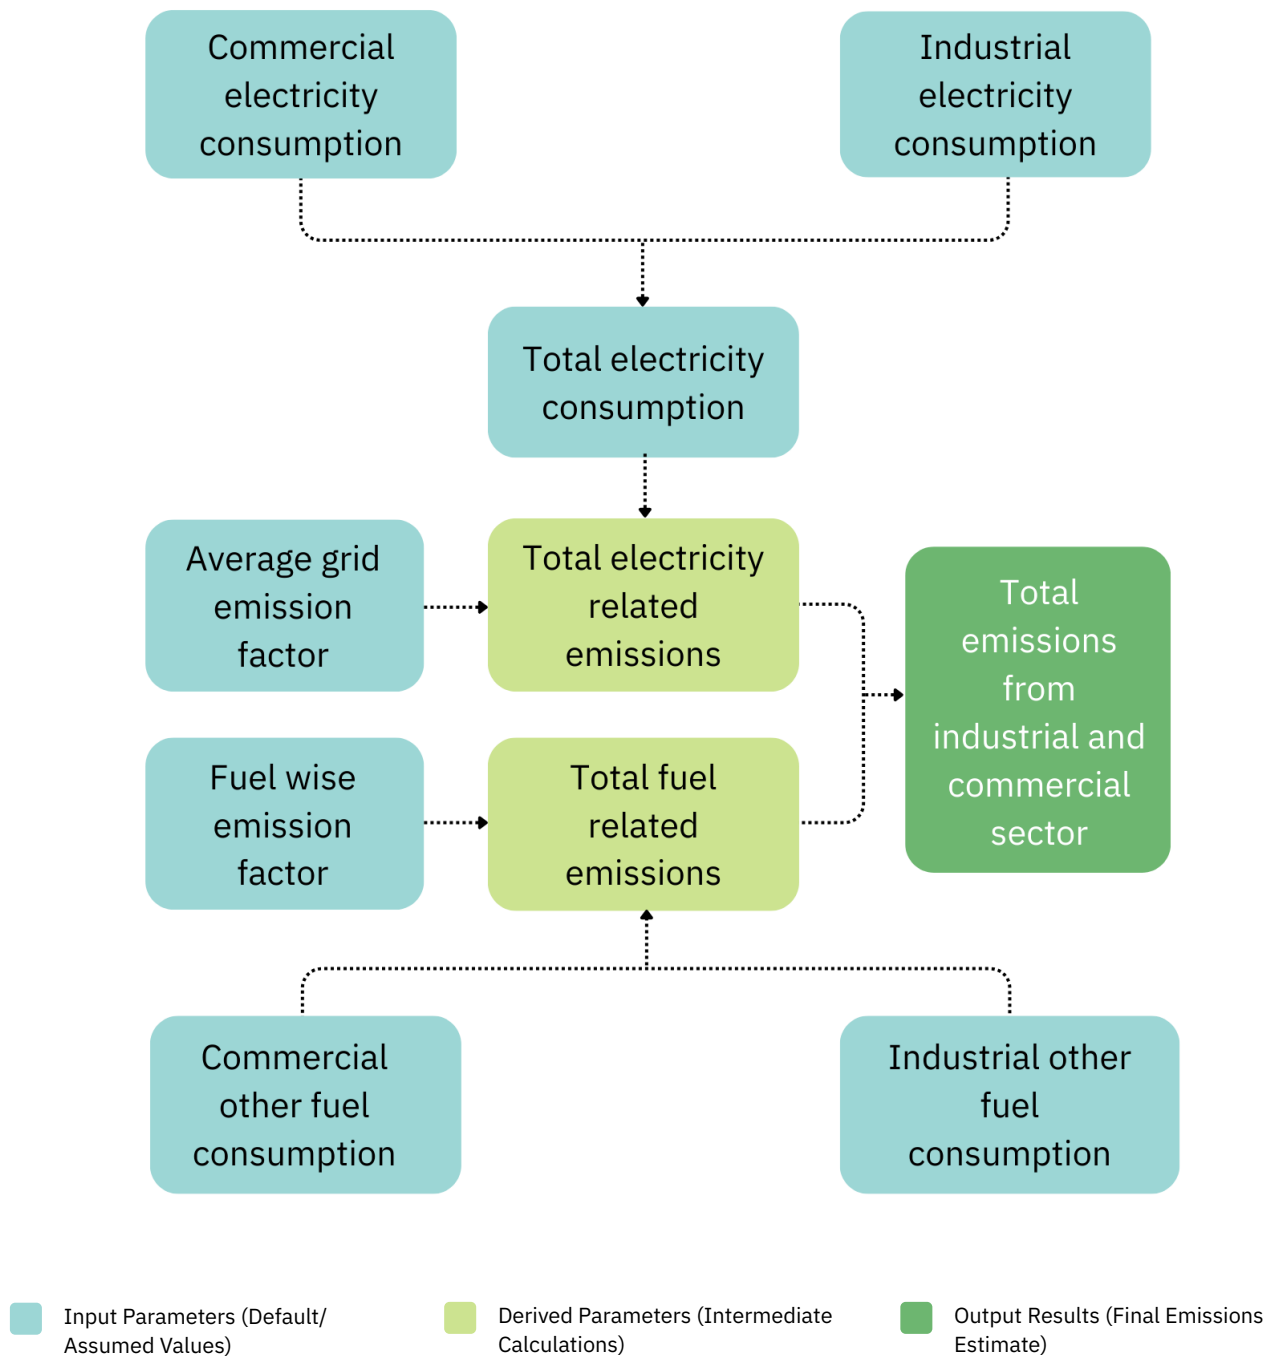 Commercial
electricity
consumption
Industrial
electricity
consumption
Total electricity
consumption
Average grid
emission
factor
Total electricity
related
emissions
Total
emissions
from
industrial and
commercial
sector
Fuel wise
emission
factor
Total fuel
related
emissions
Commercial
other fuel
consumption
Industrial other
fuel
consumption
Input Parameters (Default/
Assumed Values)
Derived Parameters (Intermediate
Calculations)
Output Results (Final Emissions
Estimate)